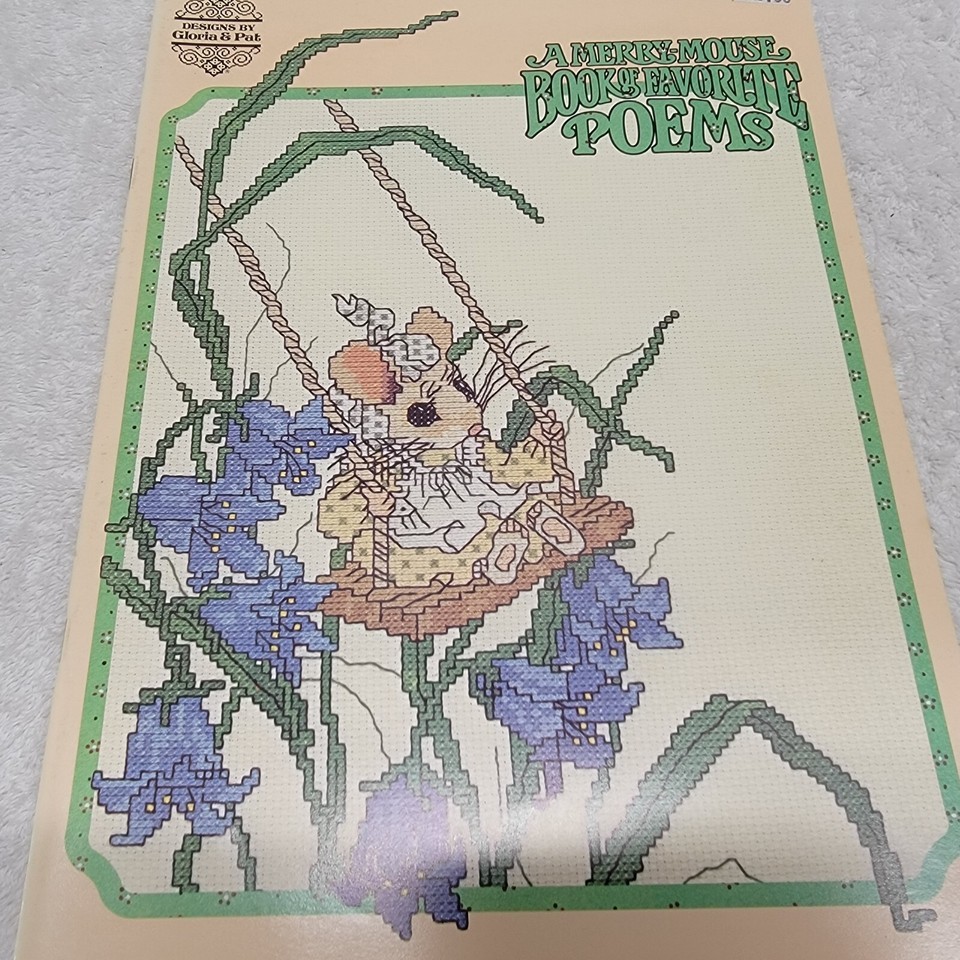 DESIGNS BY
Gloria & Pat
A MERRY-MOUSE
BOOK OF FAVORITE
POEMS